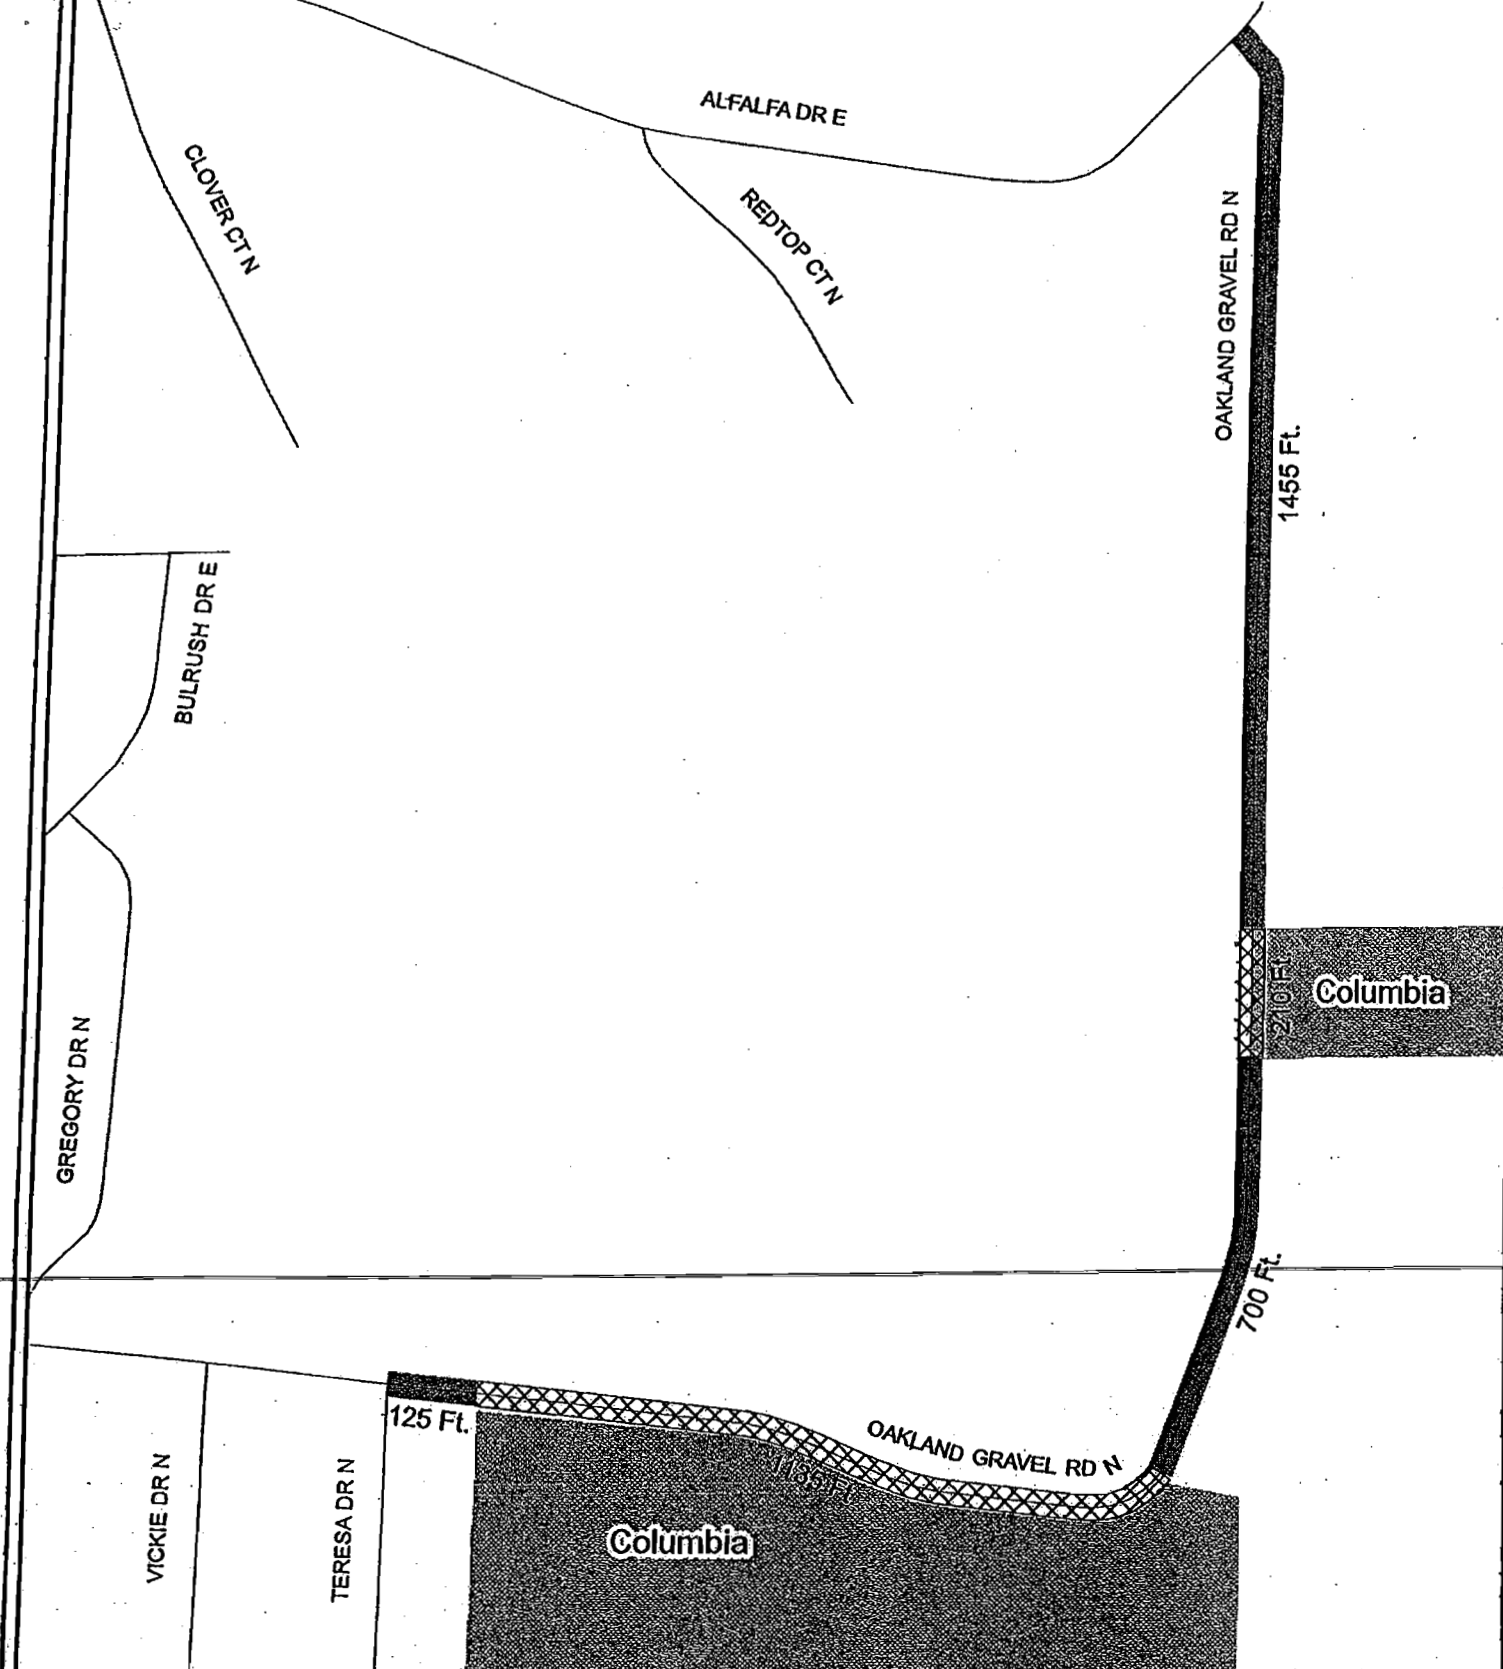 ALFALFA DR E
CLOVER CT N
REDTOP CT N
OAKLAND GRAVEL RD N
1455 Ft.
BULRUSH DR E
210 Ft
Columbia
GREGORY DR N
700 Ft.
125 Ft.
OAKLAND GRAVEL RD N
VICKIE DR N
TERESA DR N
Columbia